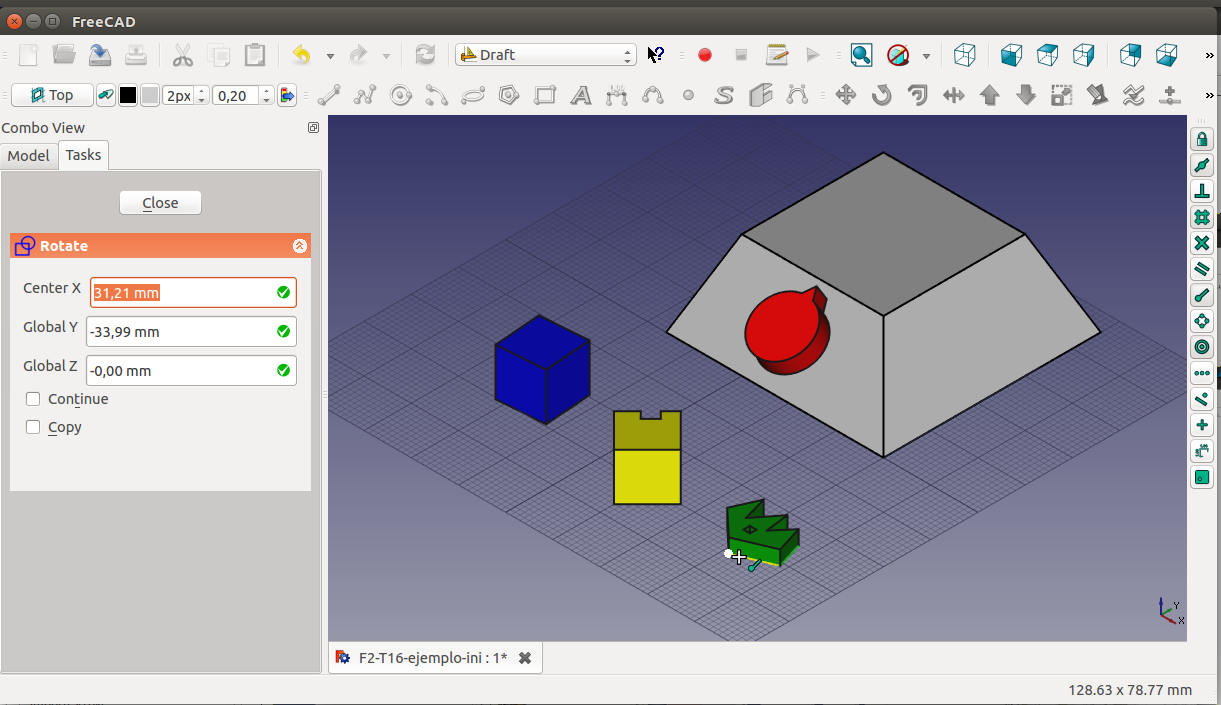 FreeCAD
Draft
Top
2px
0,20
Combo View
Model
Tasks
Close
Rotate
Center X
31,21 mm
Global Y
-33,99 mm
Global Z
-0,00 mm
Continue
Copy
Y
X
F2-T16-ejemplo-ini : 1*
128.63 x 78.77 mm